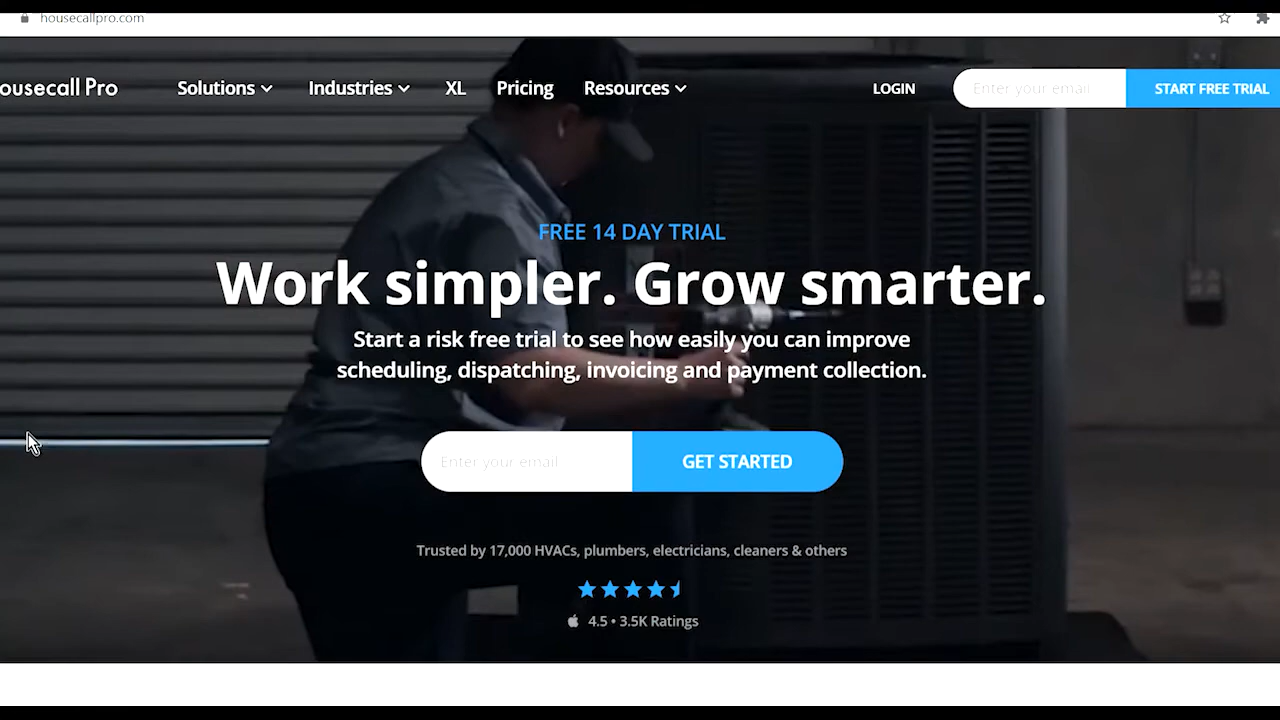 housecallpro.com
ousecall Pro
Solutions
Industries
XL
Pricing
Resources
LOGIN
Enter your email
START FREE TRIAL
FREE 14 DAY TRIAL
Work simpler. Grow smarter.
Start a risk free trial to see how easily you can improve
scheduling, dispatching, invoicing and payment collection.
Enter your email
GET STARTED
Trusted by 17,000 HVACs, plumbers, electricians, cleaners & others
4.5 • 3.5K Ratings